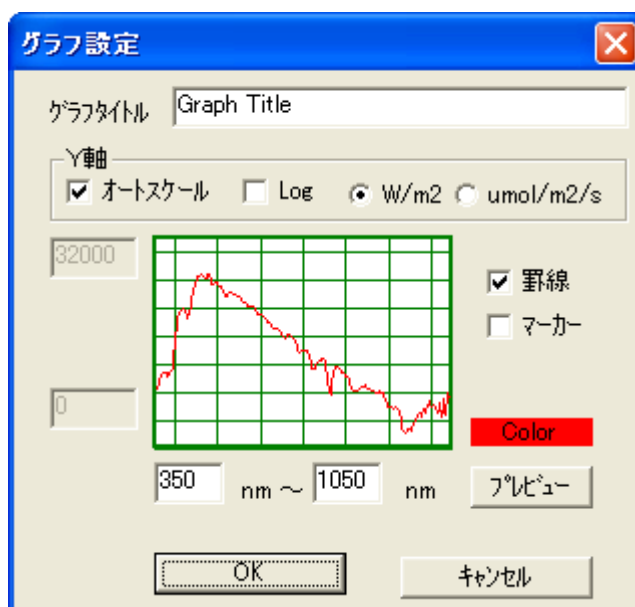 グラフ設定
グラフタイトル Graph Title
Y軸
オートスケール Log W/m2 umol/m2/s
32000
罫線
マーカー
0
Color
350 nm ～ 1050 nm プレビュー
OK キャンセル